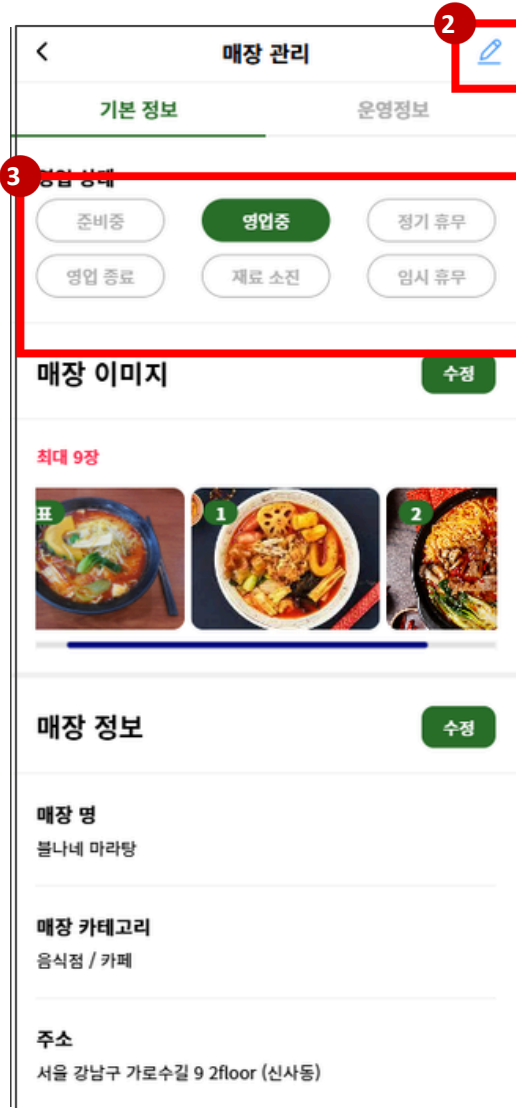 2
매장 관리
기본 정보 운영정보
3
영업 상태
준비중 영업중 정기 휴무
영업 종료 재료 소진 임시 휴무
매장 이미지 수정
최대 9장
표 1 2
매장 정보 수정
매장 명
블나네 마라탕
매장 카테고리
음식점 / 카페
주소
서울 강남구 가로수길 9 2floor (신사동)